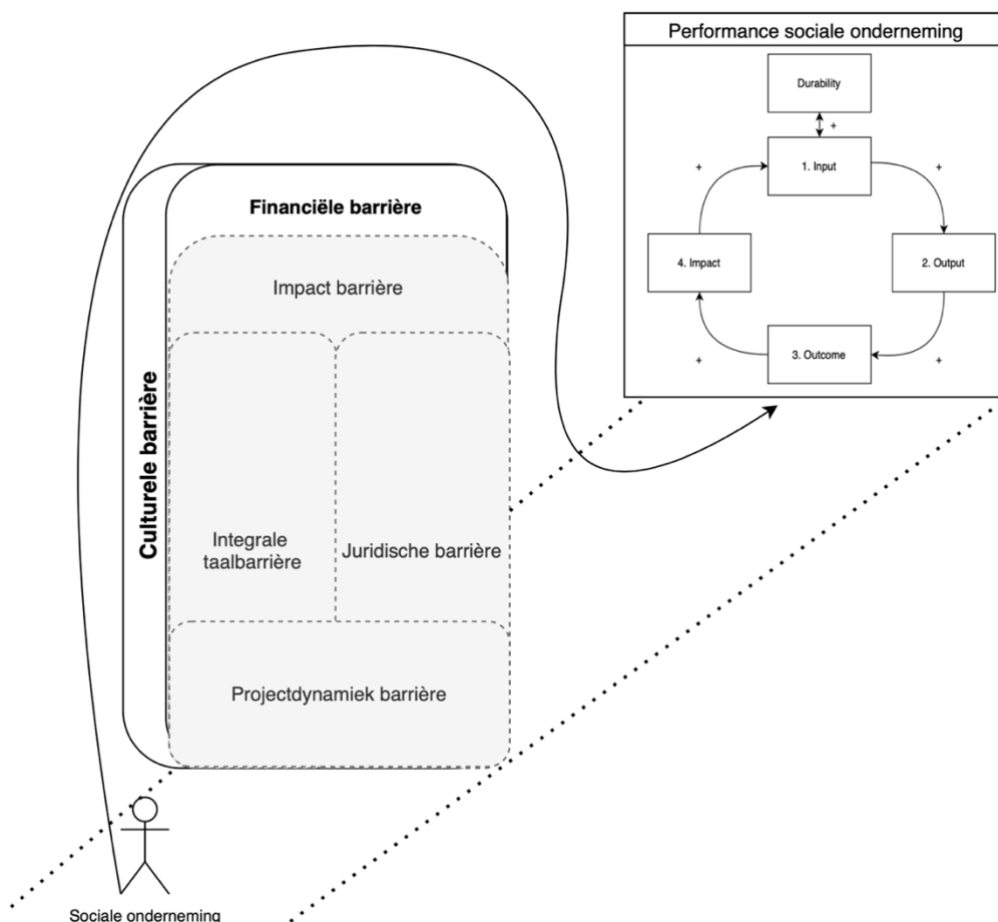 Performance sociale onderneming
Durability
+
1. Input
+
+
4. Impact
2. Output
3. Outcome
+
+
Financiële barrière
Impact barrière
Culturele barrière
Integrale
taalbarrière
Juridische barrière
Projectdynamiek barrière
Sociale onderneming